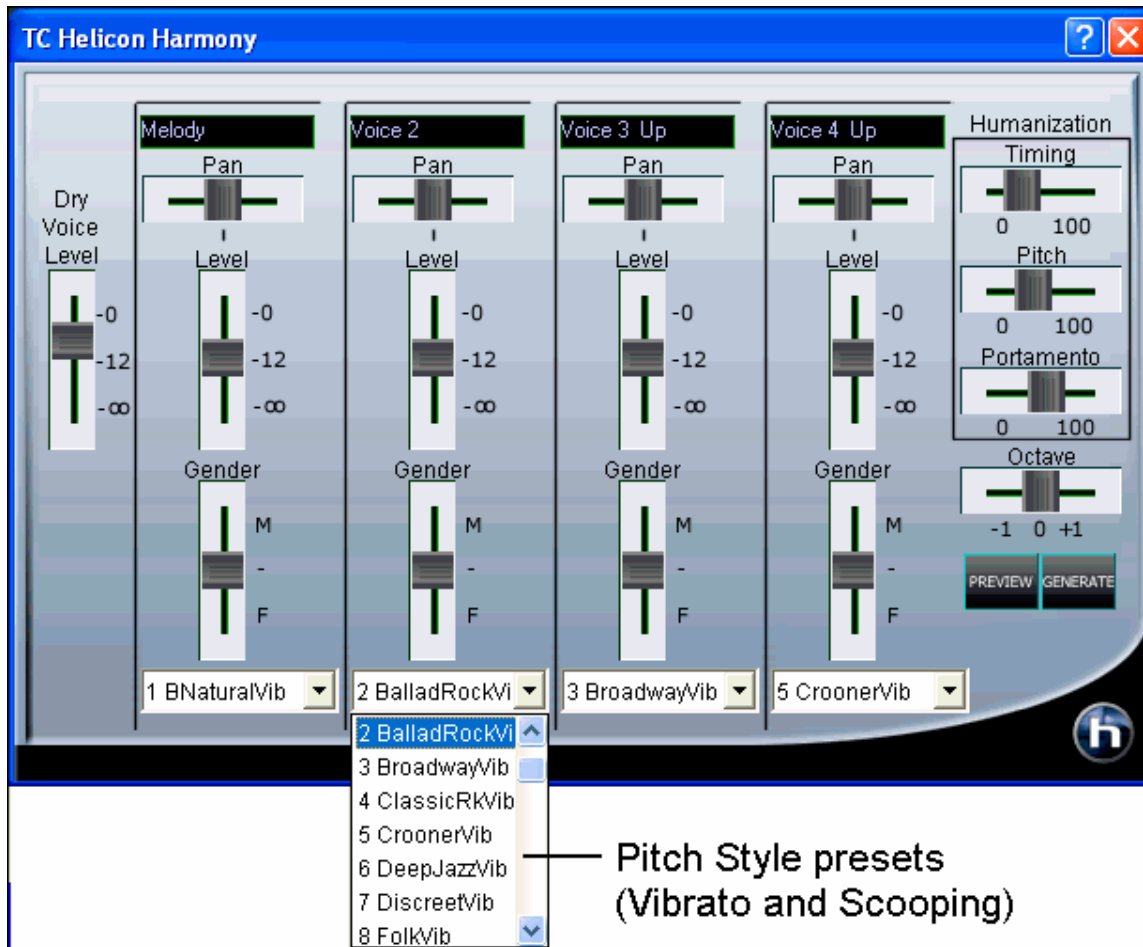 TC Helicon Harmony
?
X
Dry
Voice
Level
-0
-12
-∞
Melody
Pan
Level
-0
-12
-∞
Gender
M
-
F
1 BNaturalVib
Voice 2
Pan
Level
-0
-12
-∞
Gender
M
-
F
2 BalladRockVi
2 BalladRockVi
3 BroadwayVib
4 ClassicRkVib
5 CroonerVib
6 DeepJazzVib
7 DiscreetVib
8 FolkVib
Voice 3 Up
Pan
Level
-0
-12
-∞
Gender
M
-
F
3 BroadwayVib
Voice 4 Up
Pan
Level
-0
-12
-∞
Gender
M
-
F
5 CroonerVib
Humanization
Timing
0 100
Pitch
0 100
Portamento
0 100
Octave
-1 0 +1
PREVIEW GENERATE
h
Pitch Style presets
(Vibrato and Scooping)